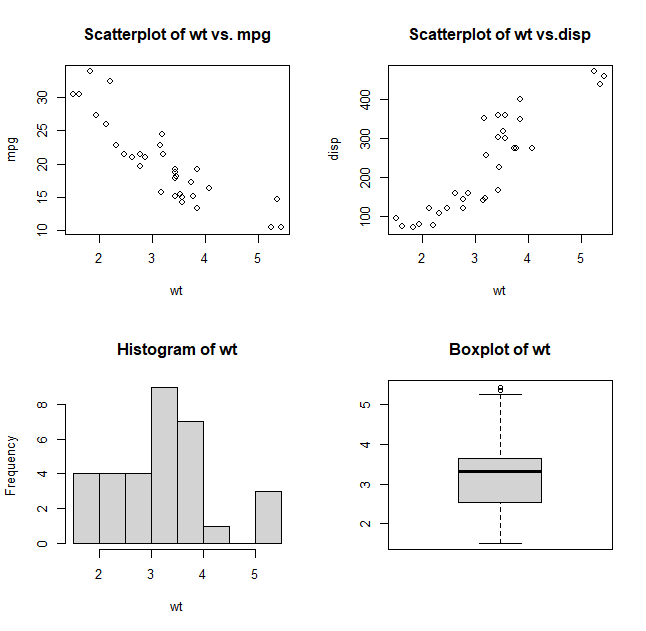 Scatterplot of wt vs. mpg
mpg
30
25
20
15
10
2 3 4 5
wt
Scatterplot of wt vs.disp
disp
400
300
200
100
2 3 4 5
wt
Histogram of wt
Frequency
8
6
4
2
0
2 3 4 5
wt
Boxplot of wt
5
4
3
2